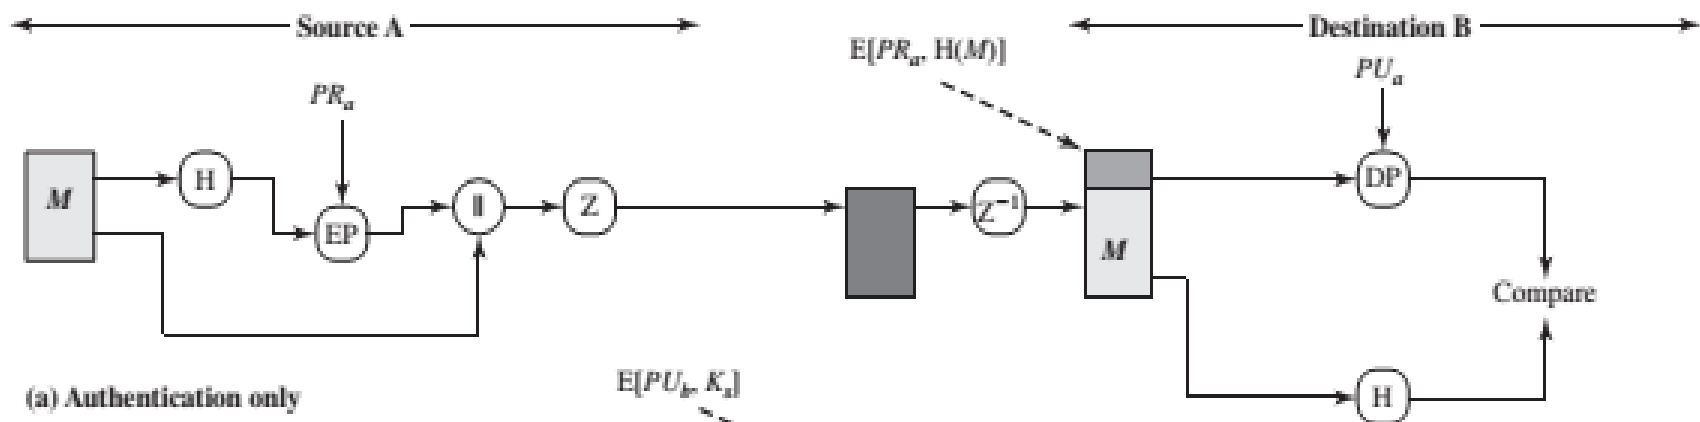 Source A
Destination B
E[PRa, H(M)]
PUa
PRa
M
H
EP
||
Z
Z−1
M
DP
Compare
H
(a) Authentication only
E[PUb, Ks]